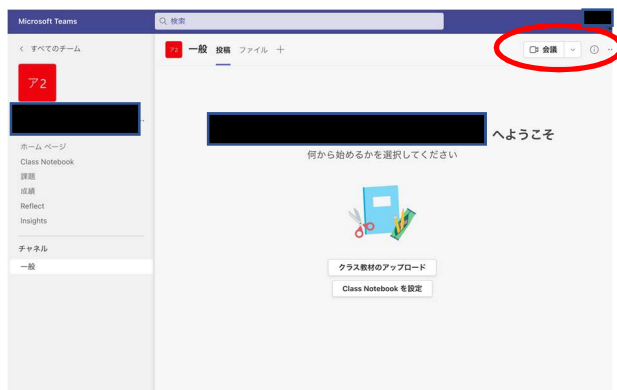 Microsoft Teams
検索
すべてのチーム
ア2
ホーム ページ
Class Notebook
課題
成績
Reflect
Insights
チャネル
一般
ア2 一般 投稿 ファイル
会議
へようこそ
何から始めるかを選択してください
クラス教材のアップロード
Class Notebook を設定